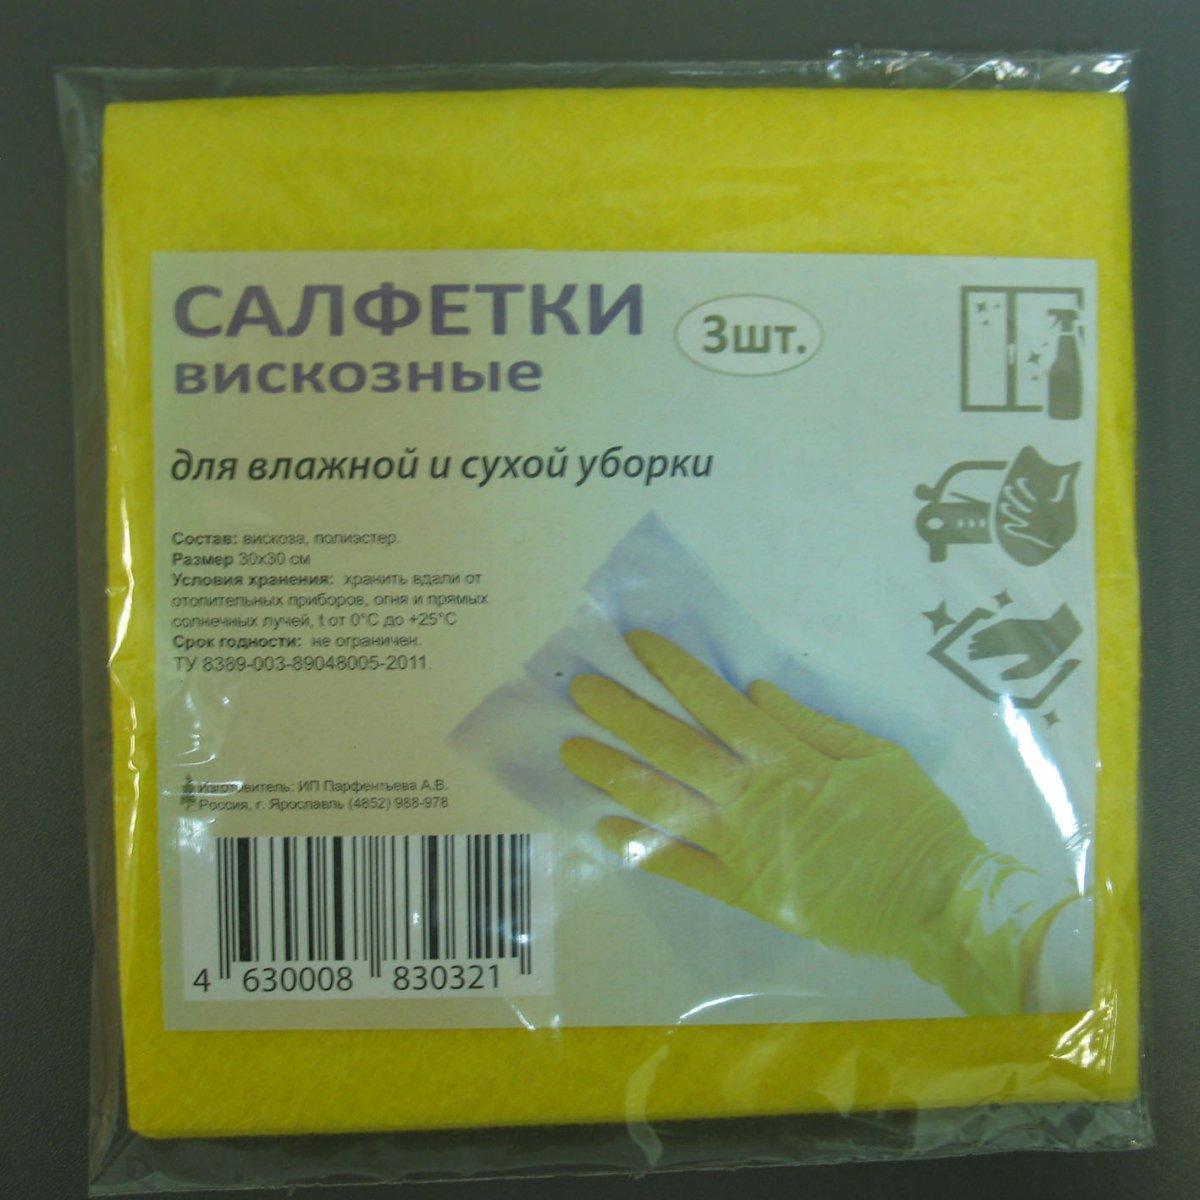 САЛФЕТКИ
вискозные
3шт.
для влажной и сухой уборки
Состав: вискоза, полиэстер.
Размер 30х30 см
Условия хранения: хранить вдали от
отопительных приборов, огня и прямых
солнечных лучей, t от 0°С до +25°С
Срок годности: не ограничен.
ТУ 8389-003-89048005-2011.
Изготовитель: ИП Парфентьева А.В.
Россия, г. Ярославль (4852) 988-978
4 630008 830321